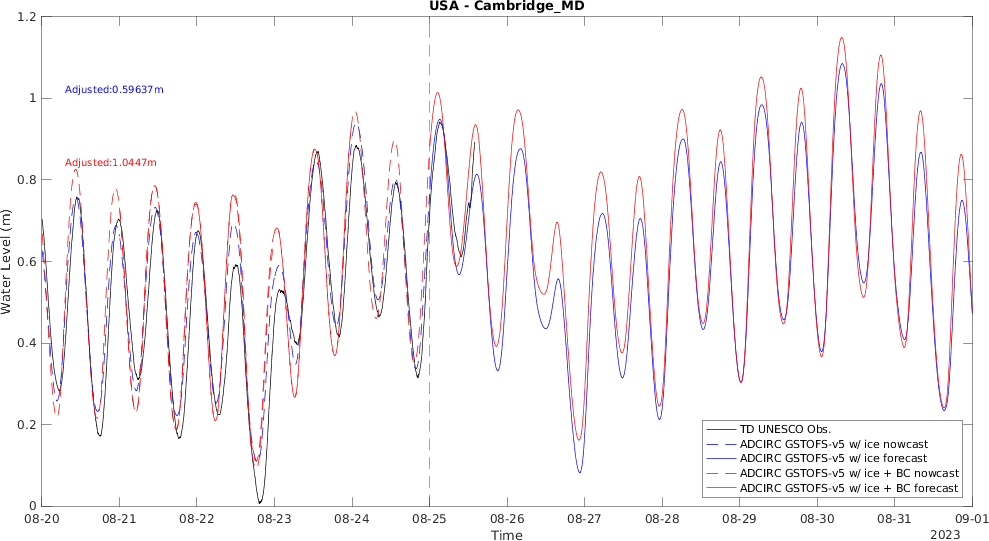 USA - Cambridge_MD
1.2
Adjusted:0.59637m
1
Adjusted:1.0447m
0.8
Water Level (m)
0.6
0.4
0.2
0
TD UNESCO Obs.
ADCIRC GSTOFS-v5 w/ ice nowcast
ADCIRC GSTOFS-v5 w/ ice forecast
ADCIRC GSTOFS-v5 w/ ice + BC nowcast
ADCIRC GSTOFS-v5 w/ ice + BC forecast
08-20 08-21 08-22 08-23 08-24 08-25 08-26 08-27 08-28 08-29 08-30 08-31 09-01
Time
2023